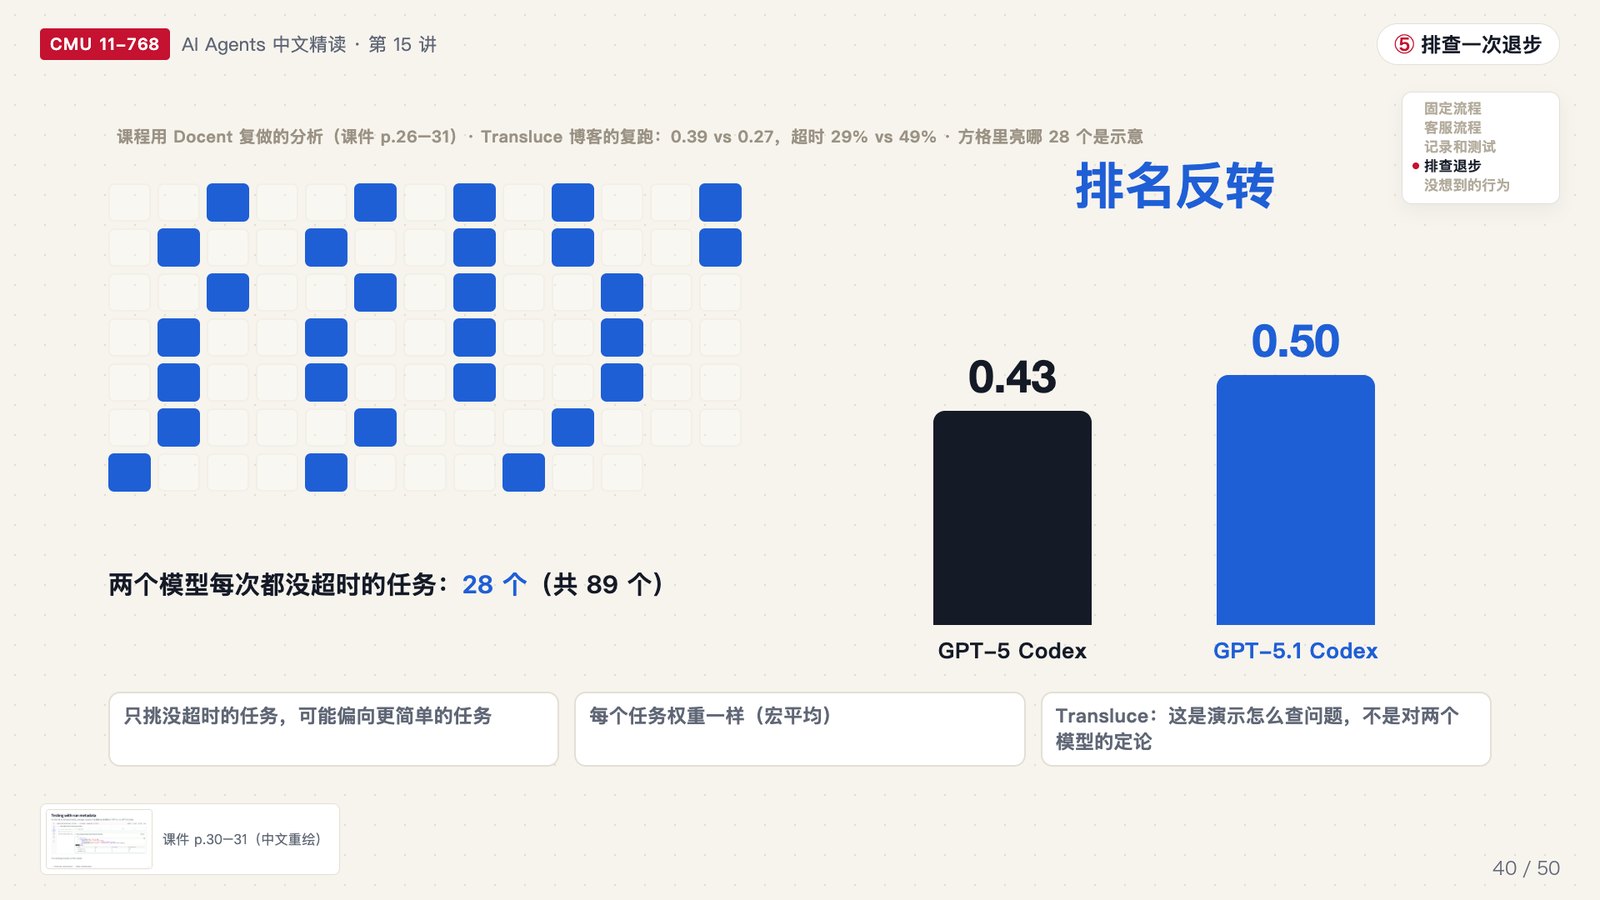 CMU 11-768 AI Agents 中文精读 · 第 15 讲
⑤ 排查一次退步
固定流程
客服流程
记录和测试
排查退步
没想到的行为
课程用 Docent 复做的分析（课件 p.26—31）· Transluce 博客的复跑：0.39 vs 0.27，超时 29% vs 49% · 方格里亮哪 28 个是示意
排名反转
0.43
0.50
GPT-5 Codex
GPT-5.1 Codex
两个模型每次都没超时的任务：28 个（共 89 个）
只挑没超时的任务，可能偏向更简单的任务
每个任务权重一样（宏平均）
Transluce：这是演示怎么查问题，不是对两个
模型的定论
课件 p.30—31（中文重绘）
40 / 50